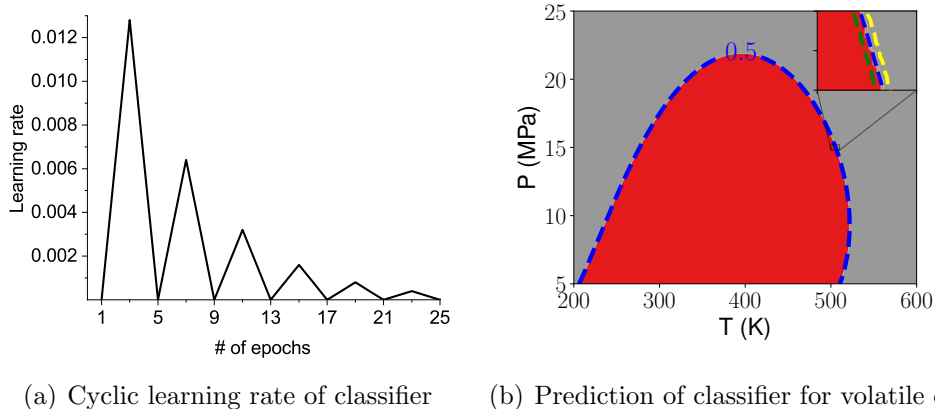 0.012
0.010
0.008
0.006
0.004
0.002
Learning rate
1 5 9 13 17 21 25
# of epochs
(a) Cyclic learning rate of classifier
25
20
15
10
5
P (MPa)
0.5
200 300 400 500 600
T (K)
(b) Prediction of classifier for volatile